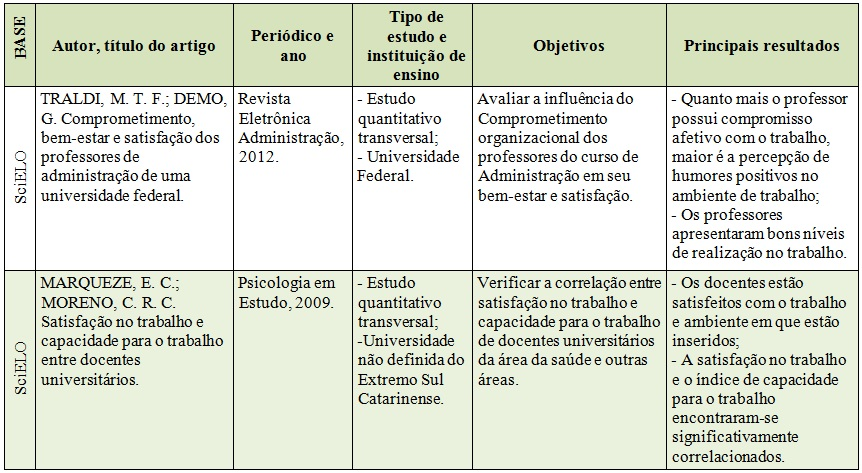 BASE
Autor, título do artigo
Periódico e
ano
Tipo de
estudo e
instituição de
ensino
Objetivos
Principais resultados
SciELO
TRALDI, M. T. F.; DEMO,
G. Comprometimento,
bem-estar e satisfação dos
professores de
administração de uma
universidade federal.
Revista
Eletrônica
Administração,
2012.
- Estudo
quantitativo
transversal;
- Universidade
Federal.
Avaliar a influência do
Comprometimento
organizacional dos
professores do curso de
Administração em seu
bem-estar e satisfação.
- Quanto mais o professor
possui compromisso
afetivo com o trabalho,
maior é a percepção de
humores positivos no
ambiente de trabalho;
- Os professores
apresentaram bons níveis
de realização no trabalho.
SciELO
MARQUEZE, E. C.;
MORENO, C. R. C.
Satisfação no trabalho e
capacidade para o trabalho
entre docentes
universitários.
Psicologia em
Estudo, 2009.
- Estudo
quantitativo
transversal;
-Universidade
não definida do
Extremo Sul
Catarinense.
Verificar a correlação entre
satisfação no trabalho e
capacidade para o trabalho
de docentes universitários
da área da saúde e outras
áreas.
- Os docentes estão
satisfeitos com o trabalho
e ambiente em que estão
inseridos;
- A satisfação no trabalho
e o índice de capacidade
para o trabalho
encontraram-se
significativamente
correlacionados.